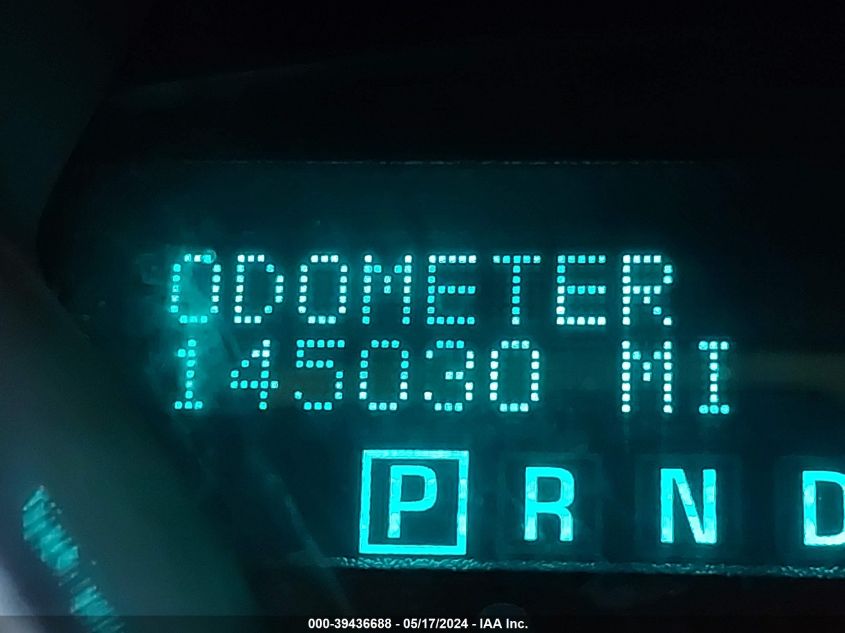 ODOMETER
145030 MI
P R N D
000-39436688 - 05/17/2024 - IAA Inc.